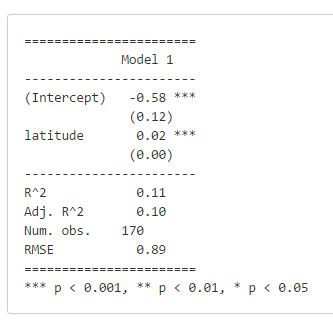 ========================
Model 1
------------------------
(Intercept) -0.58 ***
(0.12)
latitude 0.02 ***
(0.00)
------------------------
R^2 0.11
Adj. R^2 0.10
Num. obs. 170
RMSE 0.89
========================
*** p < 0.001, ** p < 0.01, * p < 0.05